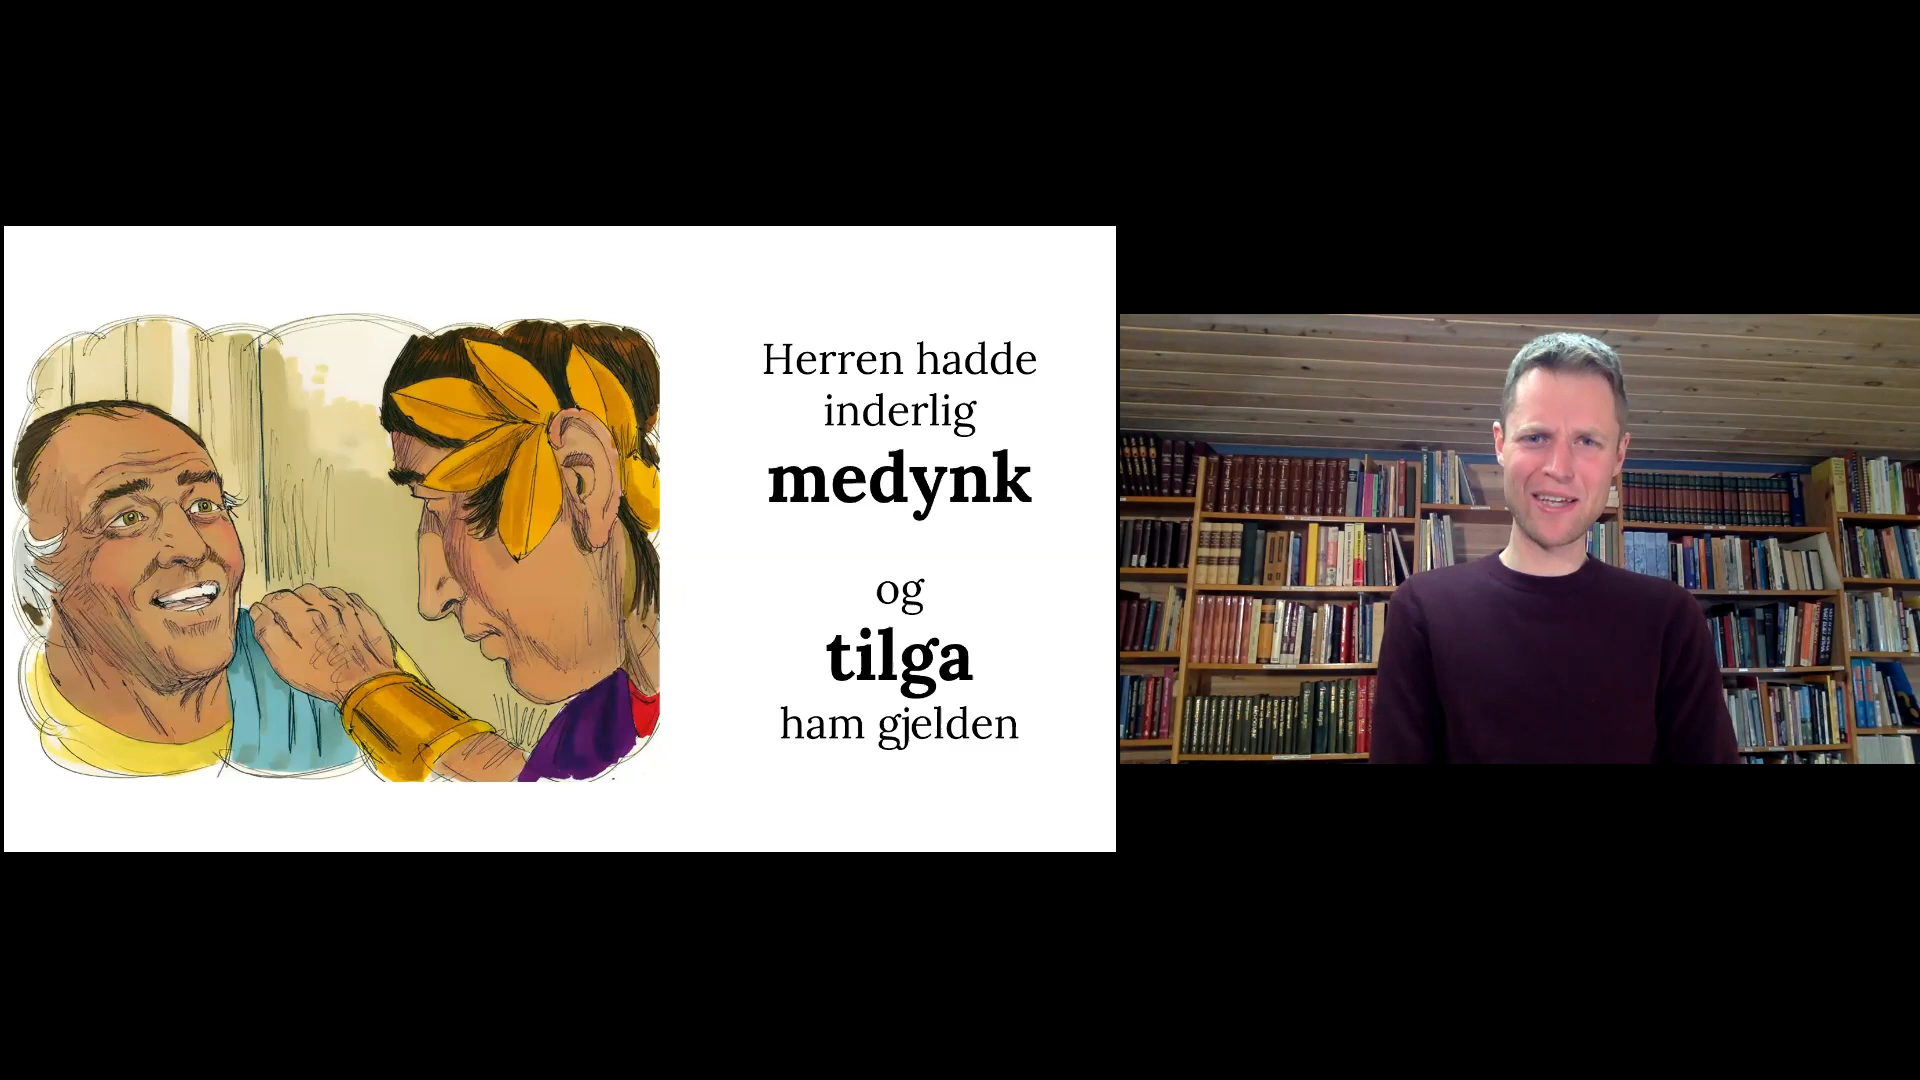 Herren hadde
inderlig
medynk
og
tilga
ham gjelden